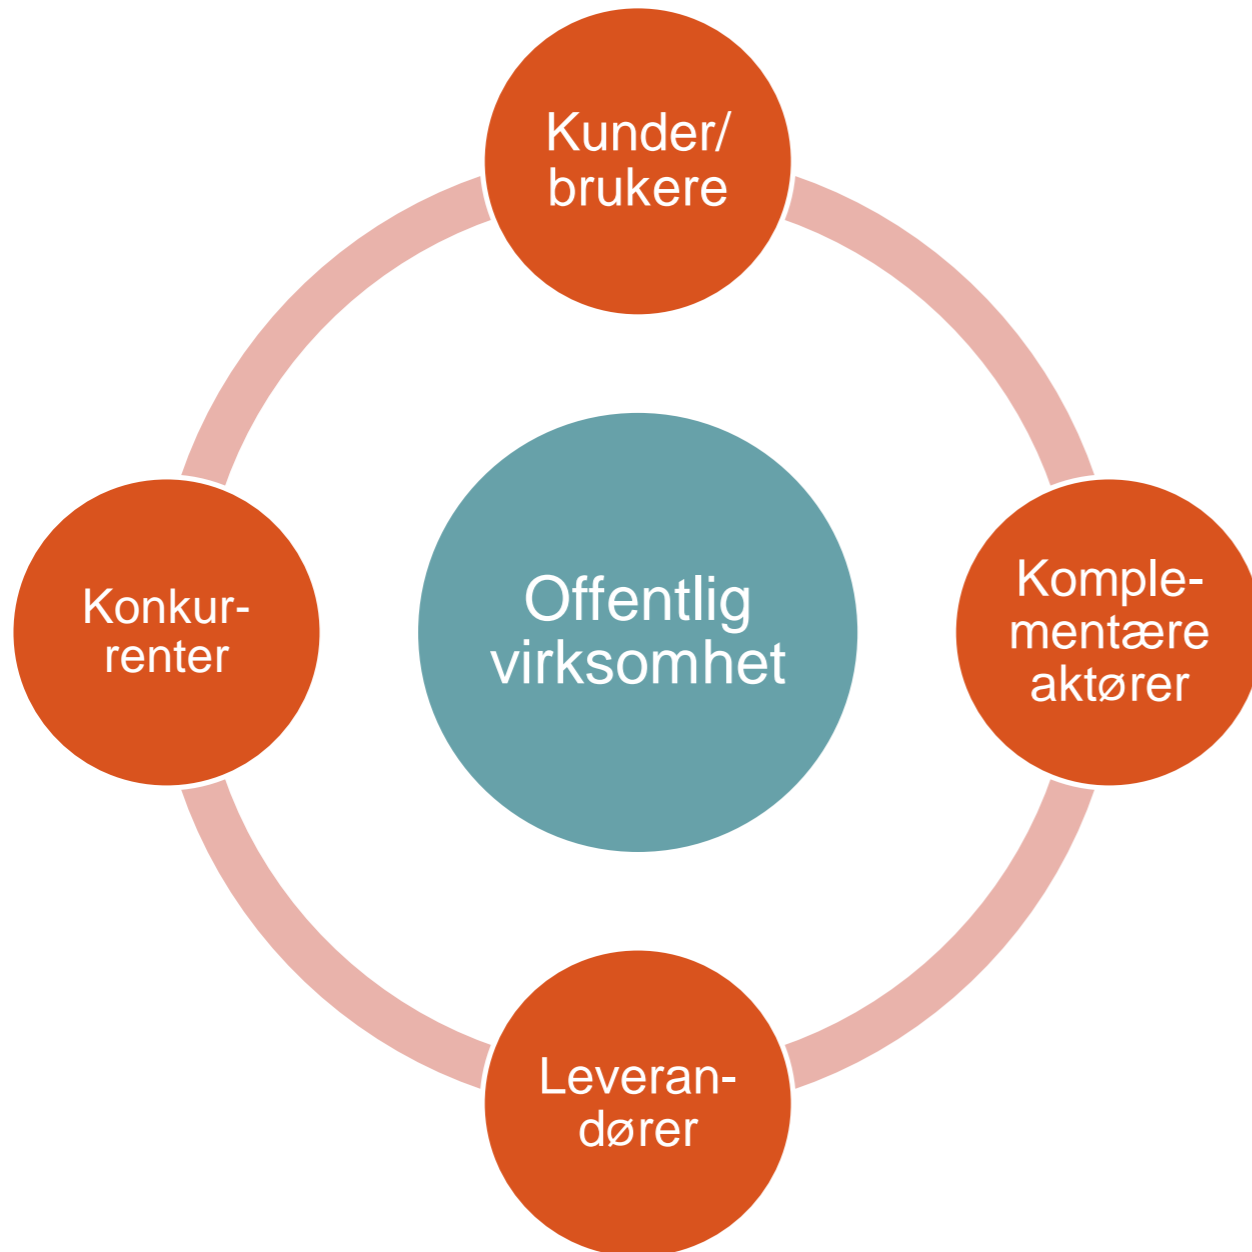 Kunder/
brukere
Konkur-
renter
Offentlig
virksomhet
Komple-
mentære
aktører
Leveran-
dører